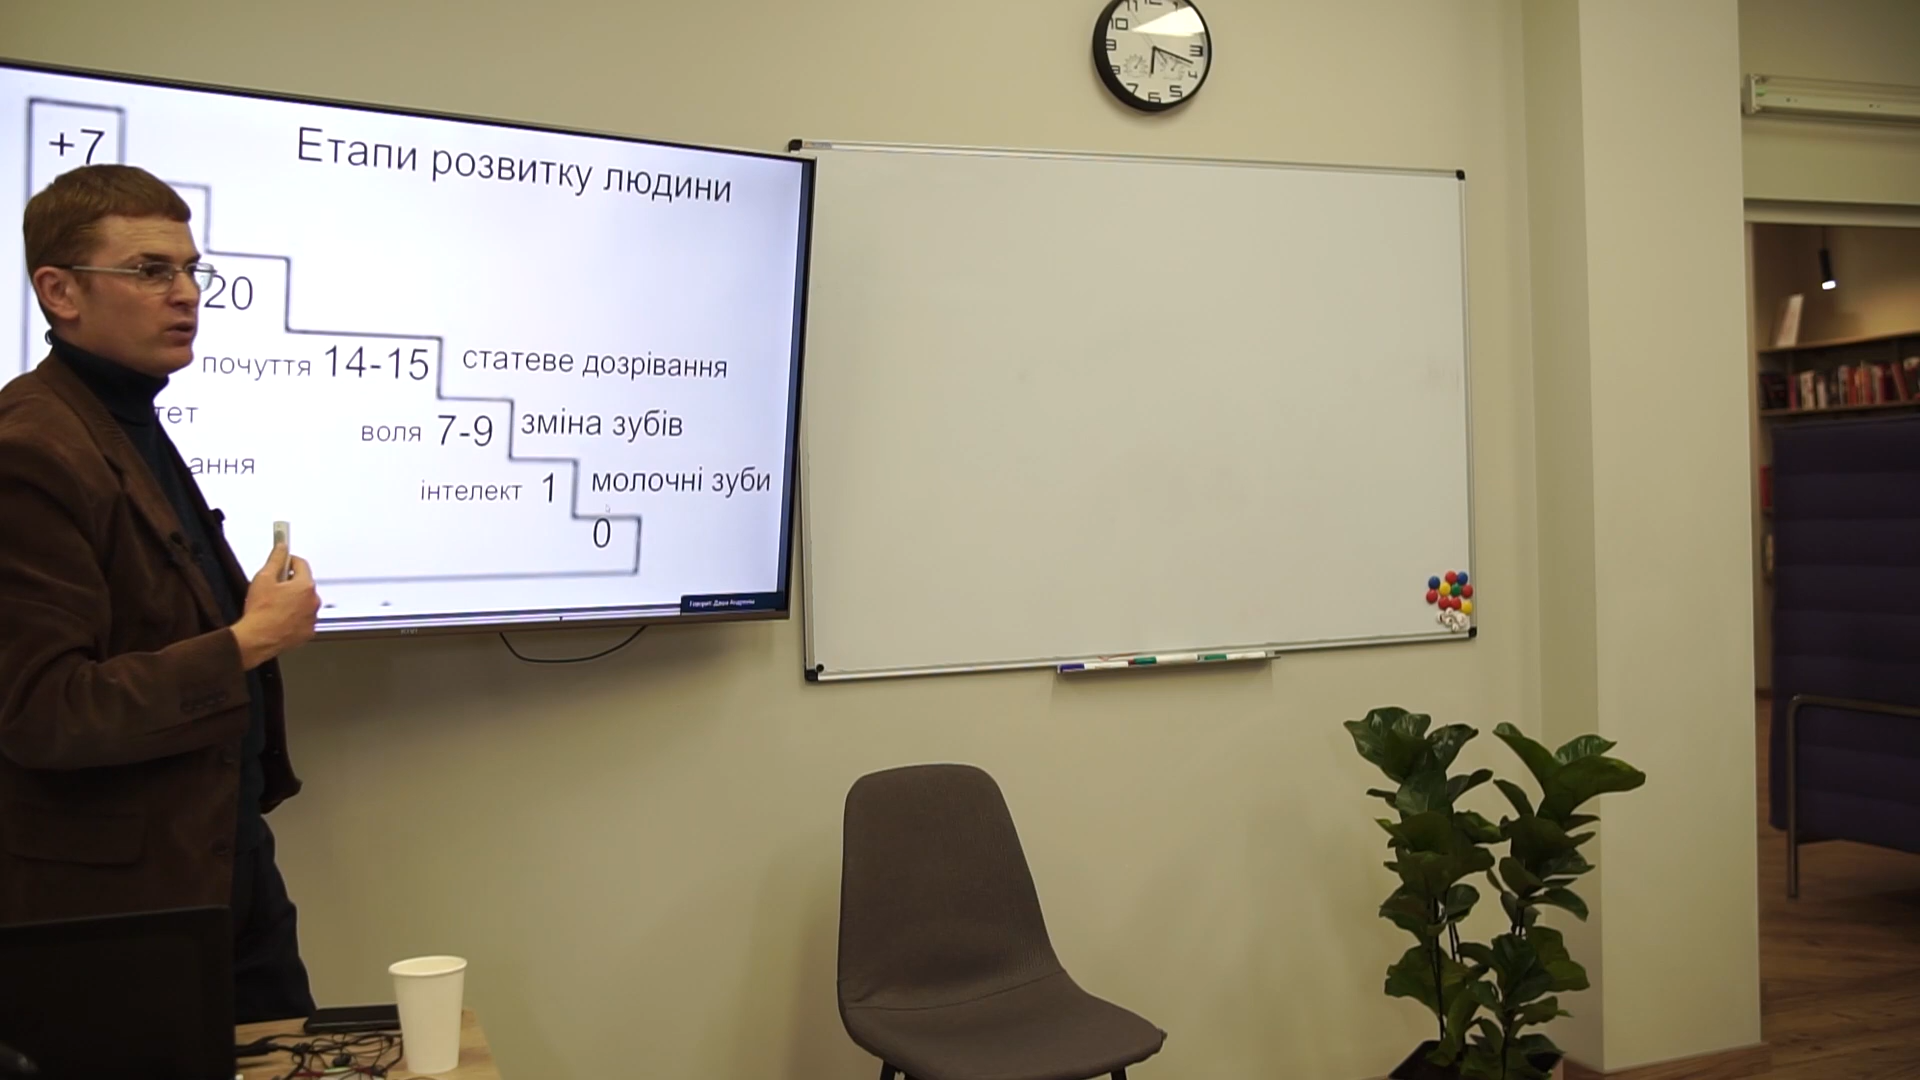 +7
Етапи розвитку людини
20
почуття 14-15 статеве дозрівання
тет
воля 7-9 зміна зубів
ання
інтелект 1 молочні зуби
0